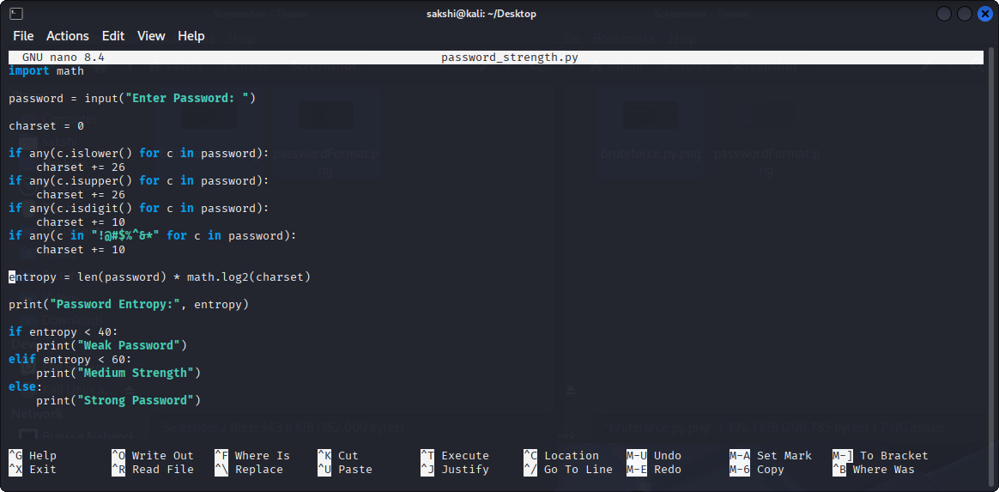 sakshi@kali: ~/Desktop
File Actions Edit View Help
GNU nano 8.4 password_strength.py
import math

password = input("Enter Password: ")

charset = 0

if any(c.islower() for c in password):
    charset += 26
if any(c.isupper() for c in password):
    charset += 26
if any(c.isdigit() for c in password):
    charset += 10
if any(c in "!@#$%^&*" for c in password):
    charset += 10

entropy = len(password) * math.log2(charset)

print("Password Entropy:", entropy)

if entropy < 40:
    print("Weak Password")
elif entropy < 60:
    print("Medium Strength")
else:
    print("Strong Password")

^G Help ^O Write Out ^F Where Is ^K Cut ^T Execute ^C Location M-U Undo M-A Set Mark M-] To Bracket
^X Exit ^R Read File ^\ Replace ^U Paste ^J Justify ^/ Go To Line M-E Redo M-6 Copy ^B Where Was